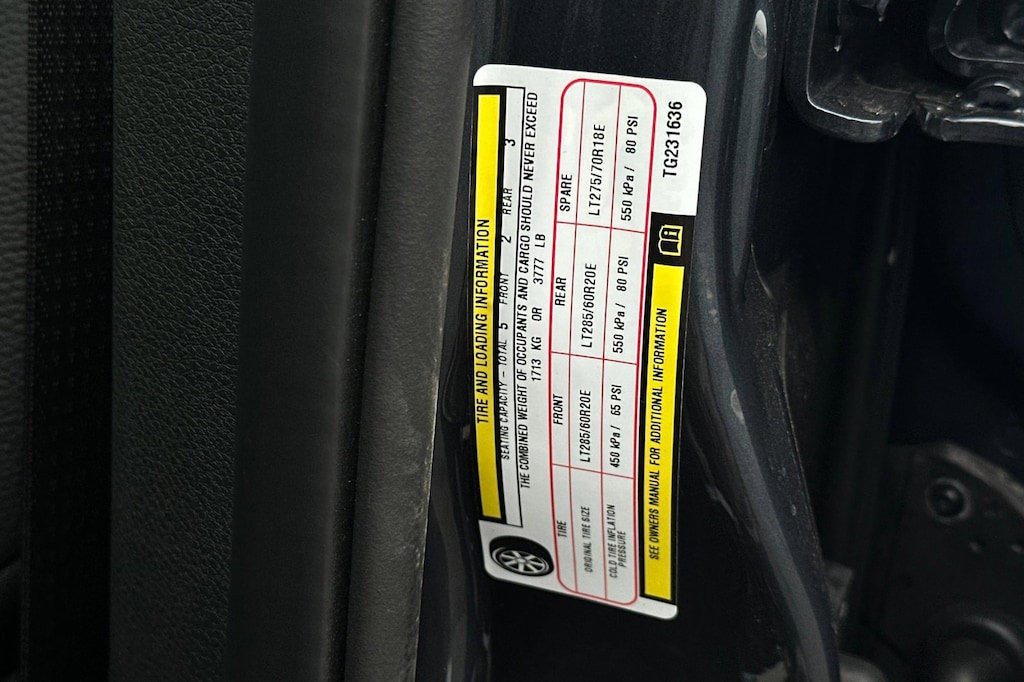 TIRE AND LOADING INFORMATION
SEATING CAPACITY - TOTAL 5 FRONT 2 REAR 3
THE COMBINED WEIGHT OF OCCUPANTS AND CARGO SHOULD NEVER EXCEED
1713 KG OR 3777 LB
TIRE FRONT REAR SPARE
ORIGINAL TIRE SIZE LT285/60R20E LT285/60R20E LT275/70R18E
COLD TIRE INFLATION PRESSURE 450 kPa / 65 PSI 550 kPa / 80 PSI 550 kPa / 80 PSI
SEE OWNERS MANUAL FOR ADDITIONAL INFORMATION
TG231636